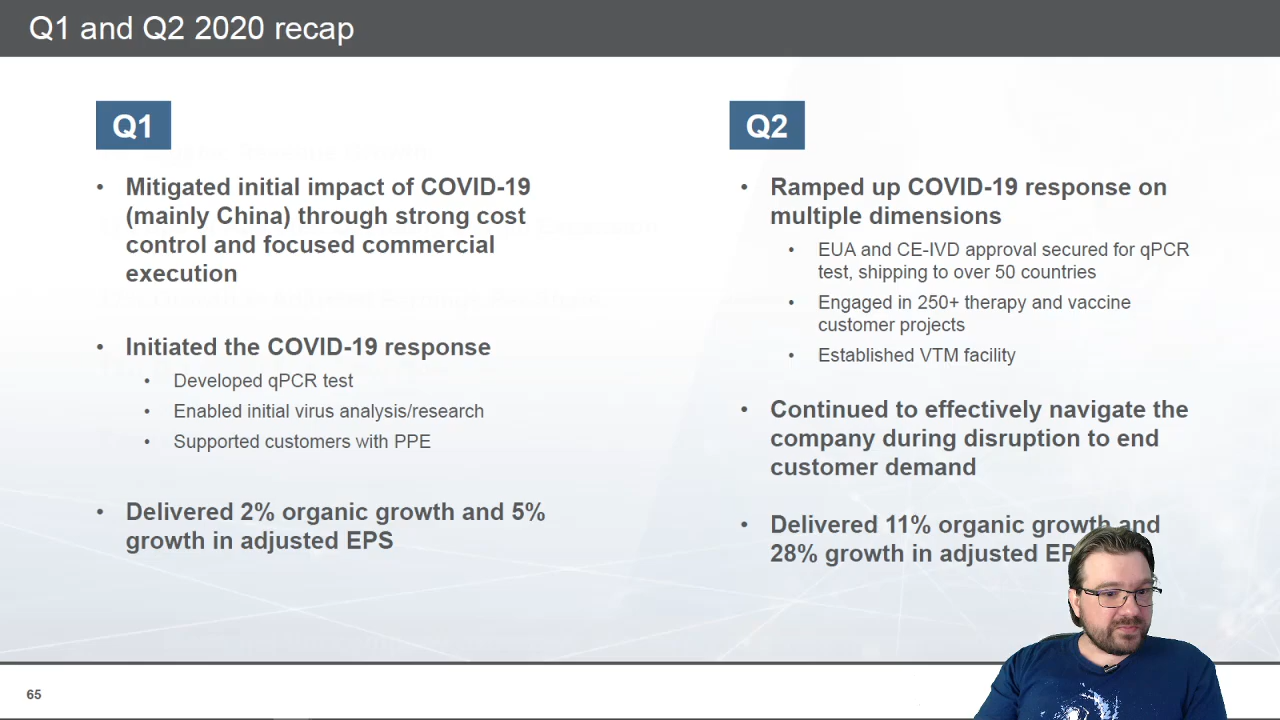 Q1 and Q2 2020 recap
Q1
• Mitigated initial impact of COVID-19
(mainly China) through strong cost
control and focused commercial
execution
• Initiated the COVID-19 response
• Developed qPCR test
• Enabled initial virus analysis/research
• Supported customers with PPE
• Delivered 2% organic growth and 5%
growth in adjusted EPS
Q2
• Ramped up COVID-19 response on
multiple dimensions
• EUA and CE-IVD approval secured for qPCR
test, shipping to over 50 countries
• Engaged in 250+ therapy and vaccine
customer projects
• Established VTM facility
• Continued to effectively navigate the
company during disruption to end
customer demand
• Delivered 11% organic growth and
28% growth in adjusted
65